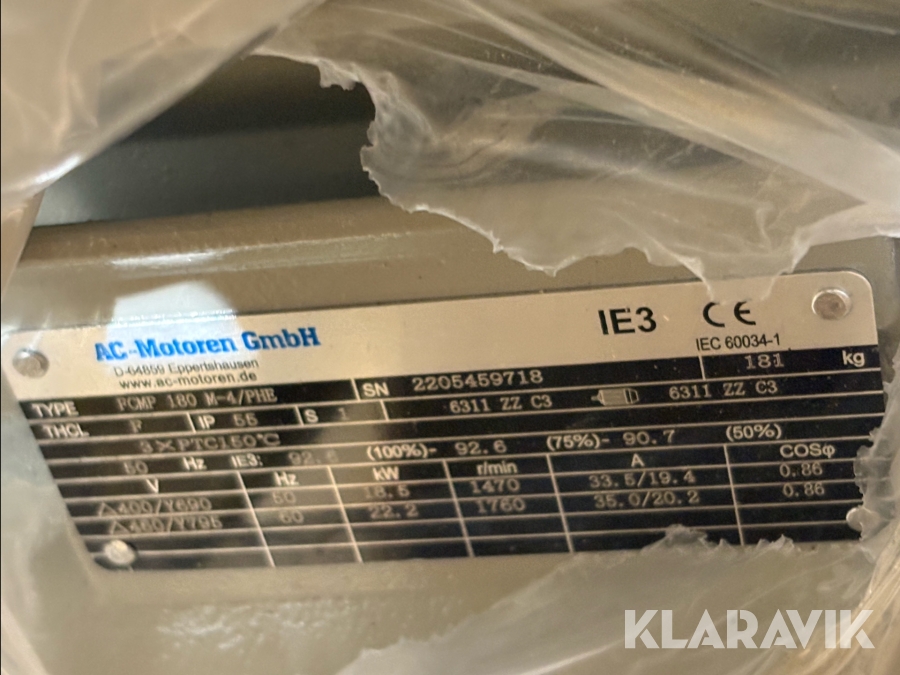 AC-Motoren GmbH IE3 CE
D-64859 Eppertshausen IEC 60034-1
www.ac-motoren.de
TYPE FCMP 180 M-4/PHE SN 2205459718 181 kg
THCL F IP 55 S 1 6311 ZZ C3 6311 ZZ C3
3×PTC150°C
50 Hz IE3: 92.6 (100%)- 92.6 (75%)- 90.7 (50%)
V Hz kW r/min A COSφ
△400/Y690 50 18.5 1470 33.5/19.4 0.86
△460/Y795 60 22.2 1760 35.0/20.2 0.86
KLARAVIK